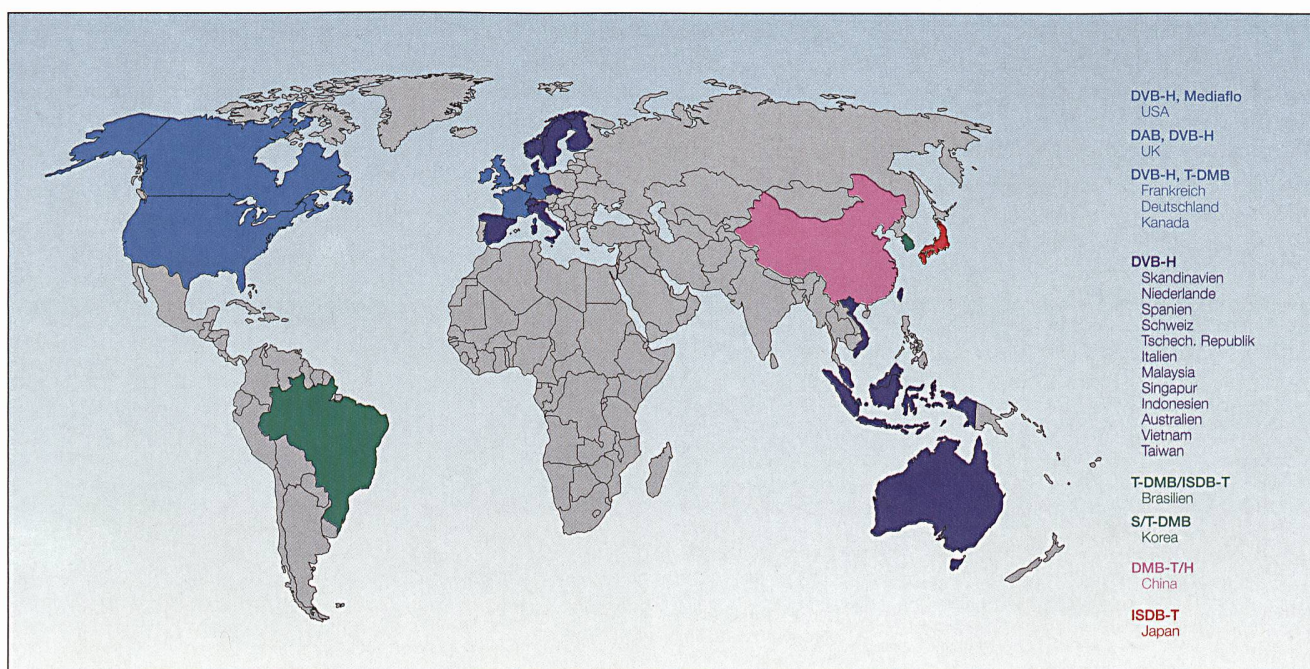 DVB-H, Mediaflo
USA
DAB, DVB-H
UK
DVB-H, T-DMB
Frankreich
Deutschland
Kanada
DVB-H
Skandinavien
Niederlande
Spanien
Schweiz
Tschech. Republik
Italien
Malaysia
Singapur
Indonesien
Australien
Vietnam
Taiwan
T-DMB/ISDB-T
Brasilien
S/T-DMB
Korea
DMB-T/H
China
ISDB-T
Japan